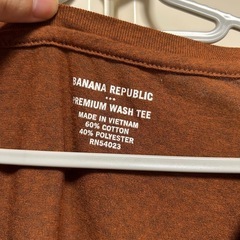 BANANA REPUBLIC
•••
PREMIUM WASH TEE
MADE IN VIETNAM
60% COTTON
40% POLYESTER
RN54023